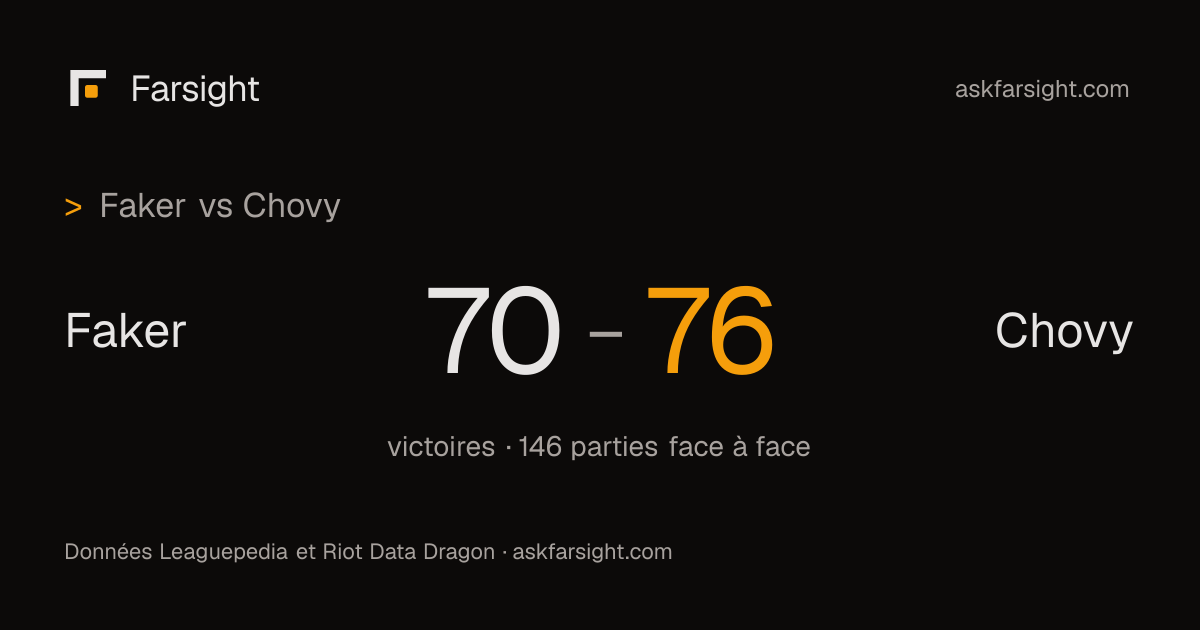 Farsight
askfarsight.com
> Faker vs Chovy
Faker 70 – 76 Chovy
victoires · 146 parties face à face
Données Leaguepedia et Riot Data Dragon · askfarsight.com